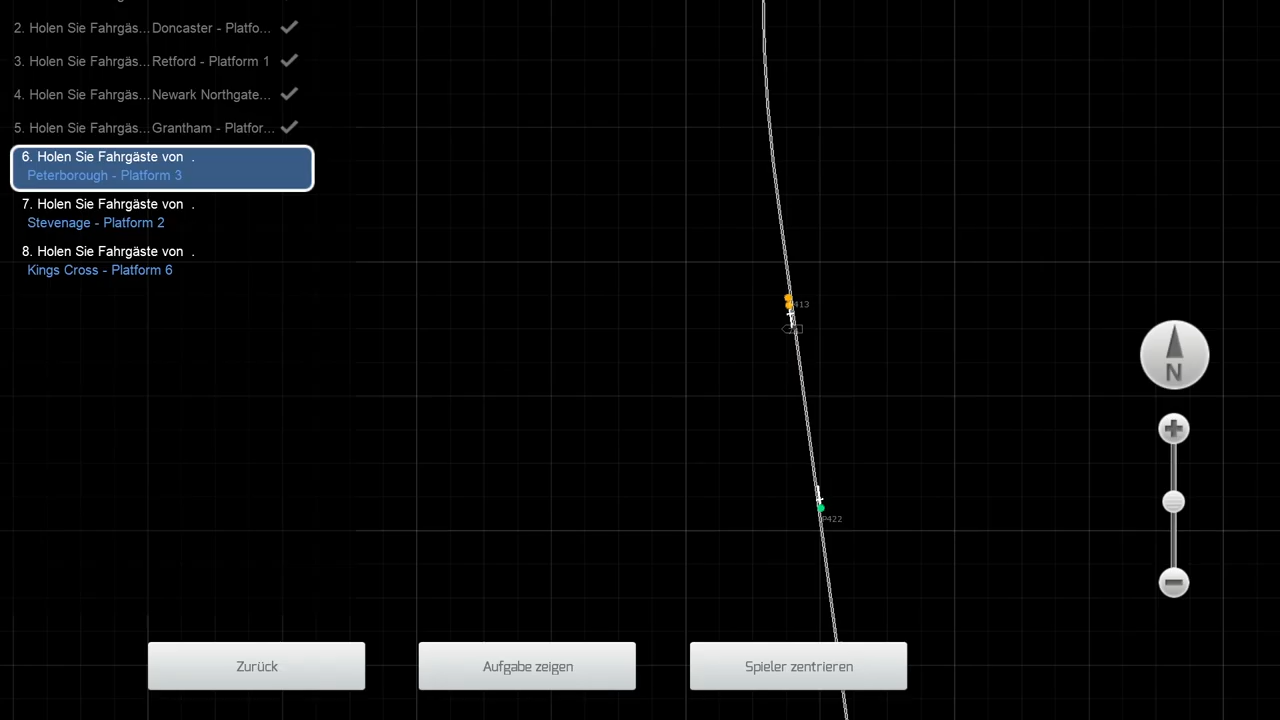 2. Holen Sie Fahrgäs... Doncaster - Platfo...
3. Holen Sie Fahrgäs... Retford - Platform 1
4. Holen Sie Fahrgäs... Newark Northgate...
5. Holen Sie Fahrgäs... Grantham - Platfor...
6. Holen Sie Fahrgäste von .
Peterborough - Platform 3
7. Holen Sie Fahrgäste von .
Stevenage - Platform 2
8. Holen Sie Fahrgäste von .
Kings Cross - Platform 6
P422
N
Zurück
Aufgabe zeigen
Spieler zentrieren